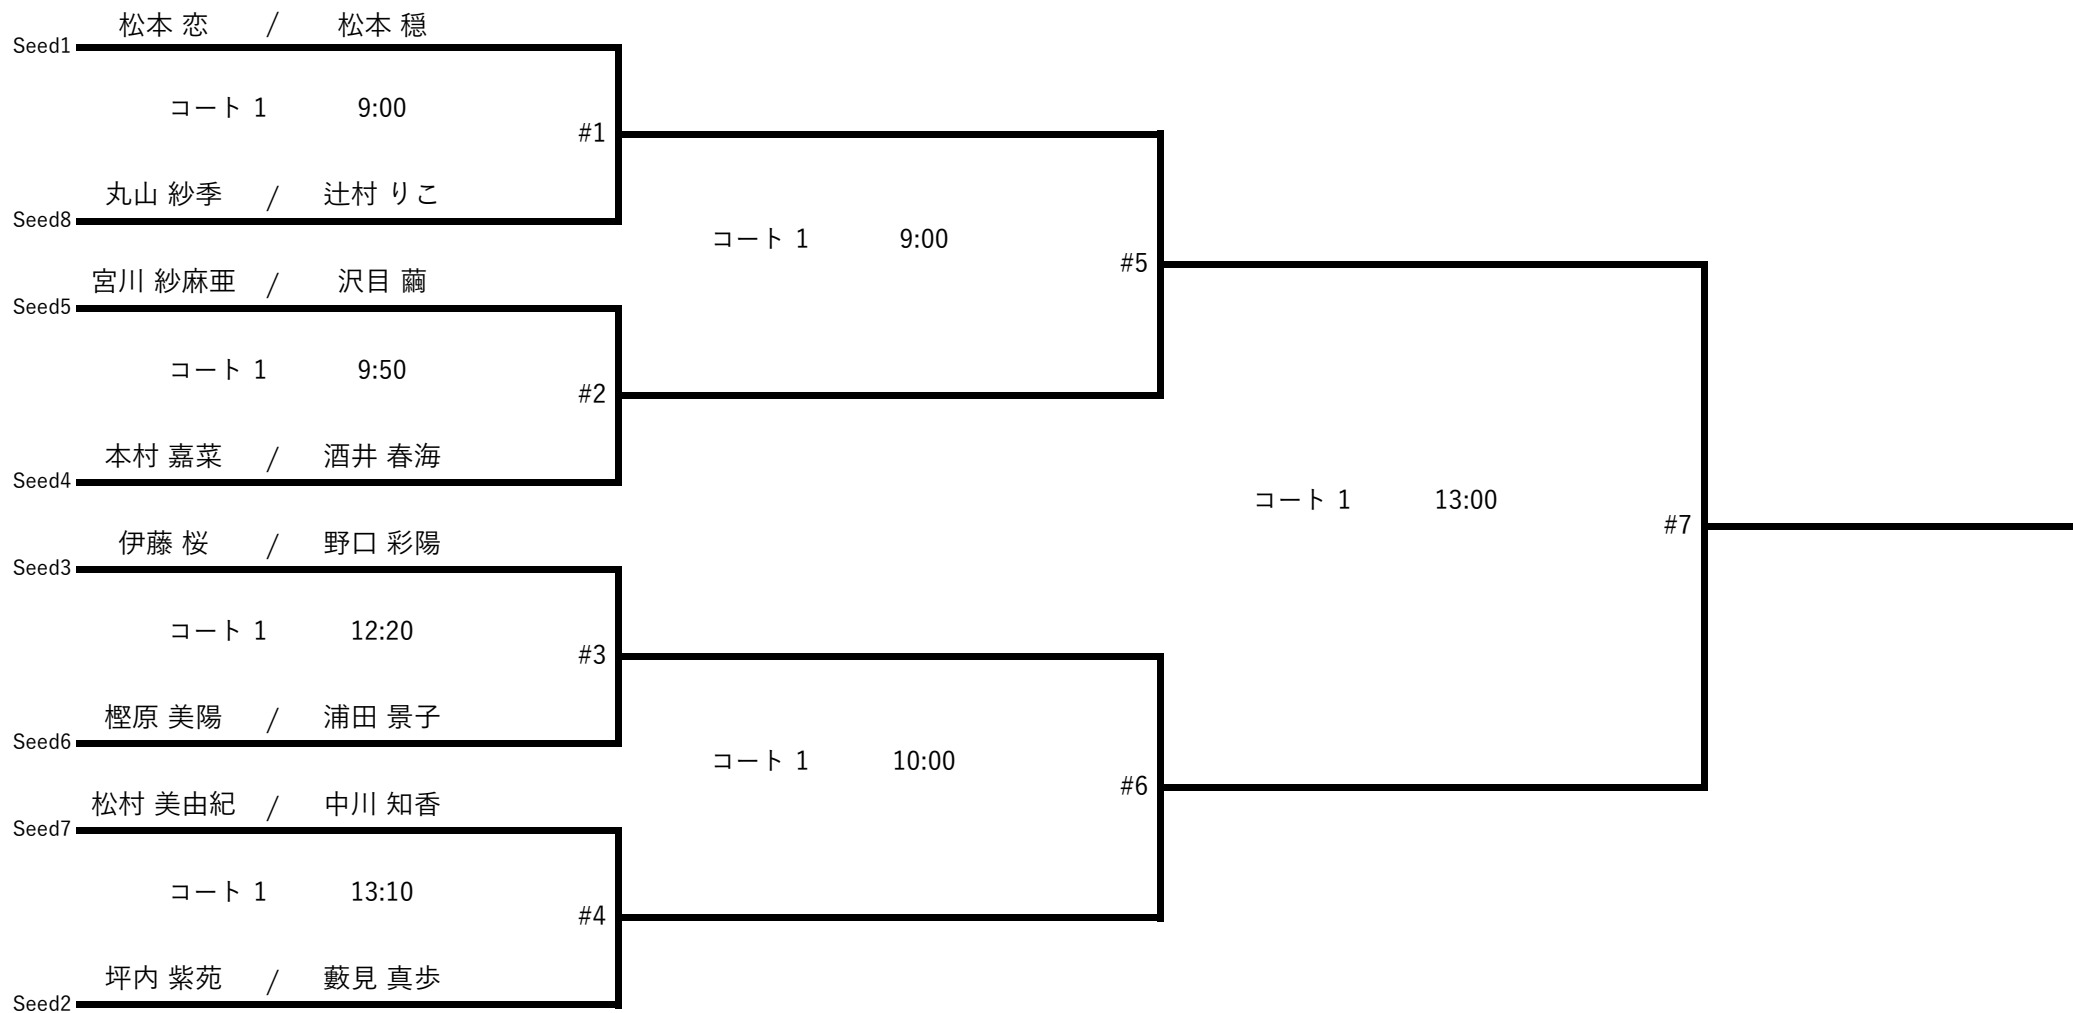 松本 恋 / 松本 穏
Seed1
コート 1 9:00
#1
丸山 紗季 / 辻村 りこ
Seed8
コート 1 9:00
#5
宮川 紗麻亜 / 沢目 繭
Seed5
コート 1 9:50
#2
本村 嘉菜 / 酒井 春海
Seed4
コート 1 13:00
#7
伊藤 桜 / 野口 彩陽
Seed3
コート 1 12:20
#3
樫原 美陽 / 浦田 景子
Seed6
コート 1 10:00
#6
松村 美由紀 / 中川 知香
Seed7
コート 1 13:10
#4
坪内 紫苑 / 藪見 真歩
Seed2